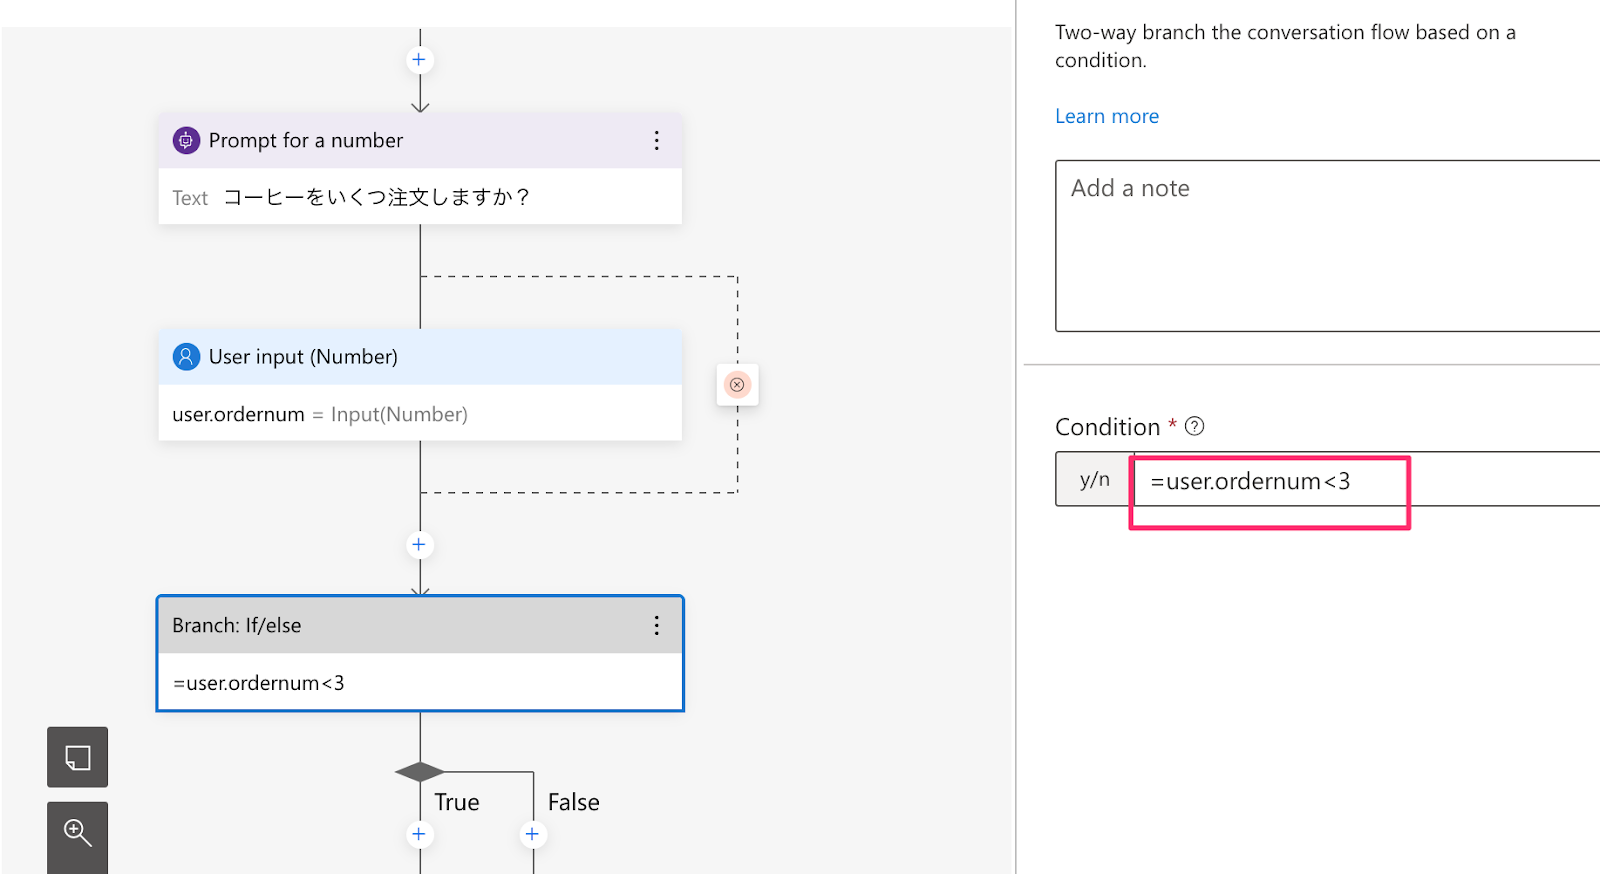 Prompt for a number
Text コーヒーをいくつ注文しますか？
User input (Number)
user.ordernum = Input(Number)
Branch: If/else
=user.ordernum<3
True
False
Two-way branch the conversation flow based on a
condition.
Learn more
Add a note
Condition *
y/n =user.ordernum<3